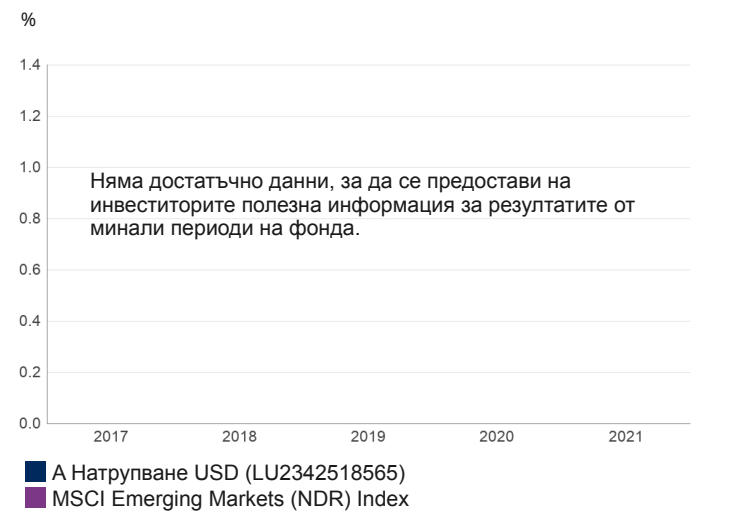 %
1.4
1.2
1.0
Няма достатъчно данни, за да се предостави на
инвеститорите полезна информация за резултатите от
0.8
минали периоди на фонда.
0.6
0.4
0.2
0.0
2017 2018 2019 2020 2021
А Натрупване USD (LU2342518565)
MSCI Emerging Markets (NDR) Index